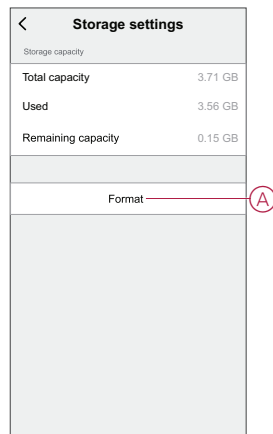 Storage settings
Storage capacity
Total capacity 3.71 GB
Used 3.56 GB
Remaining capacity 0.15 GB
Format
A